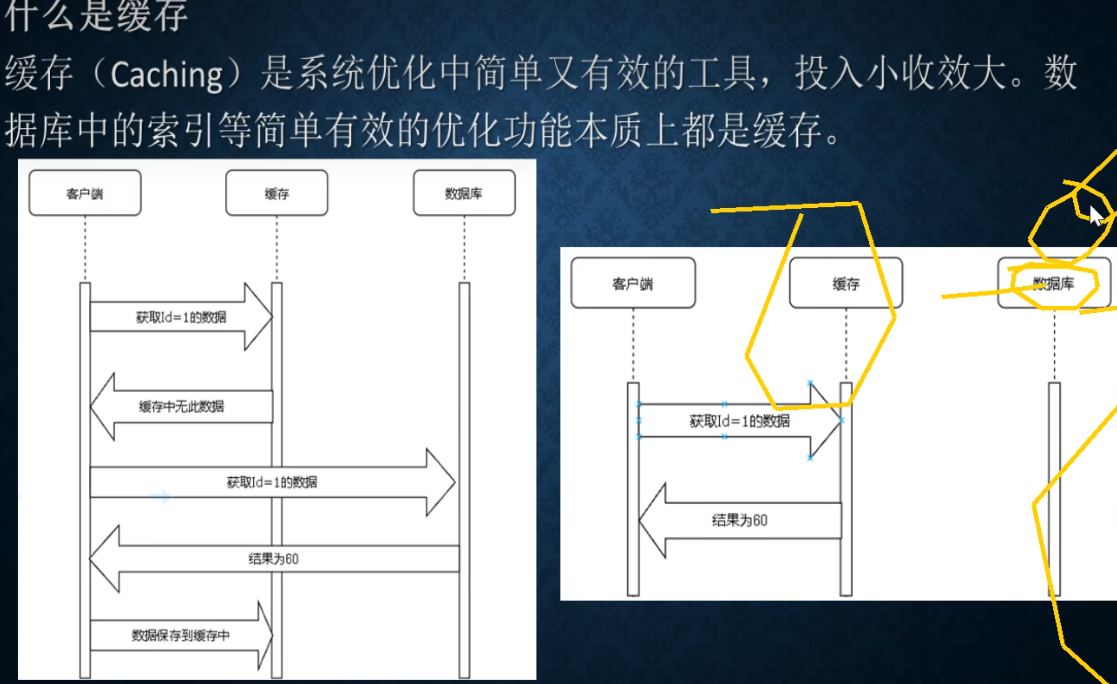 什么是缓存
缓存（Caching）是系统优化中简单又有效的工具，投入小收效大。数
据库中的索引等简单有效的优化功能本质上都是缓存。
客户端
缓存
数据库
获取Id=1的数据
缓存中无此数据
获取Id=1的数据
结果为60
数据保存到缓存中
客户端
缓存
数据库
获取Id=1的数据
结果为60